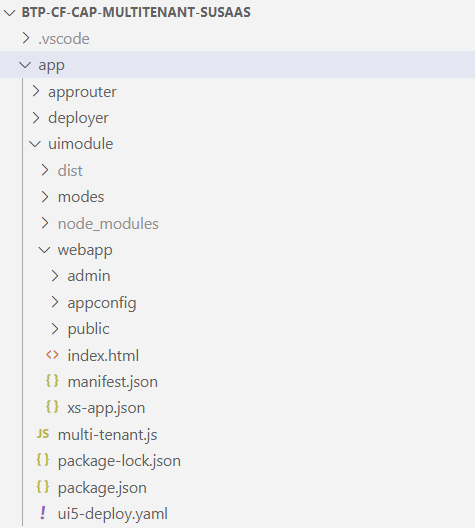 BTP-CF-CAP-MULTITENANT-SUSAAS
.vscode
app
approuter
deployer
uimodule
dist
modes
node_modules
webapp
admin
appconfig
public
<> index.html
{} manifest.json
{} xs-app.json
JS multi-tenant.js
{} package-lock.json
{} package.json
! ui5-deploy.yaml